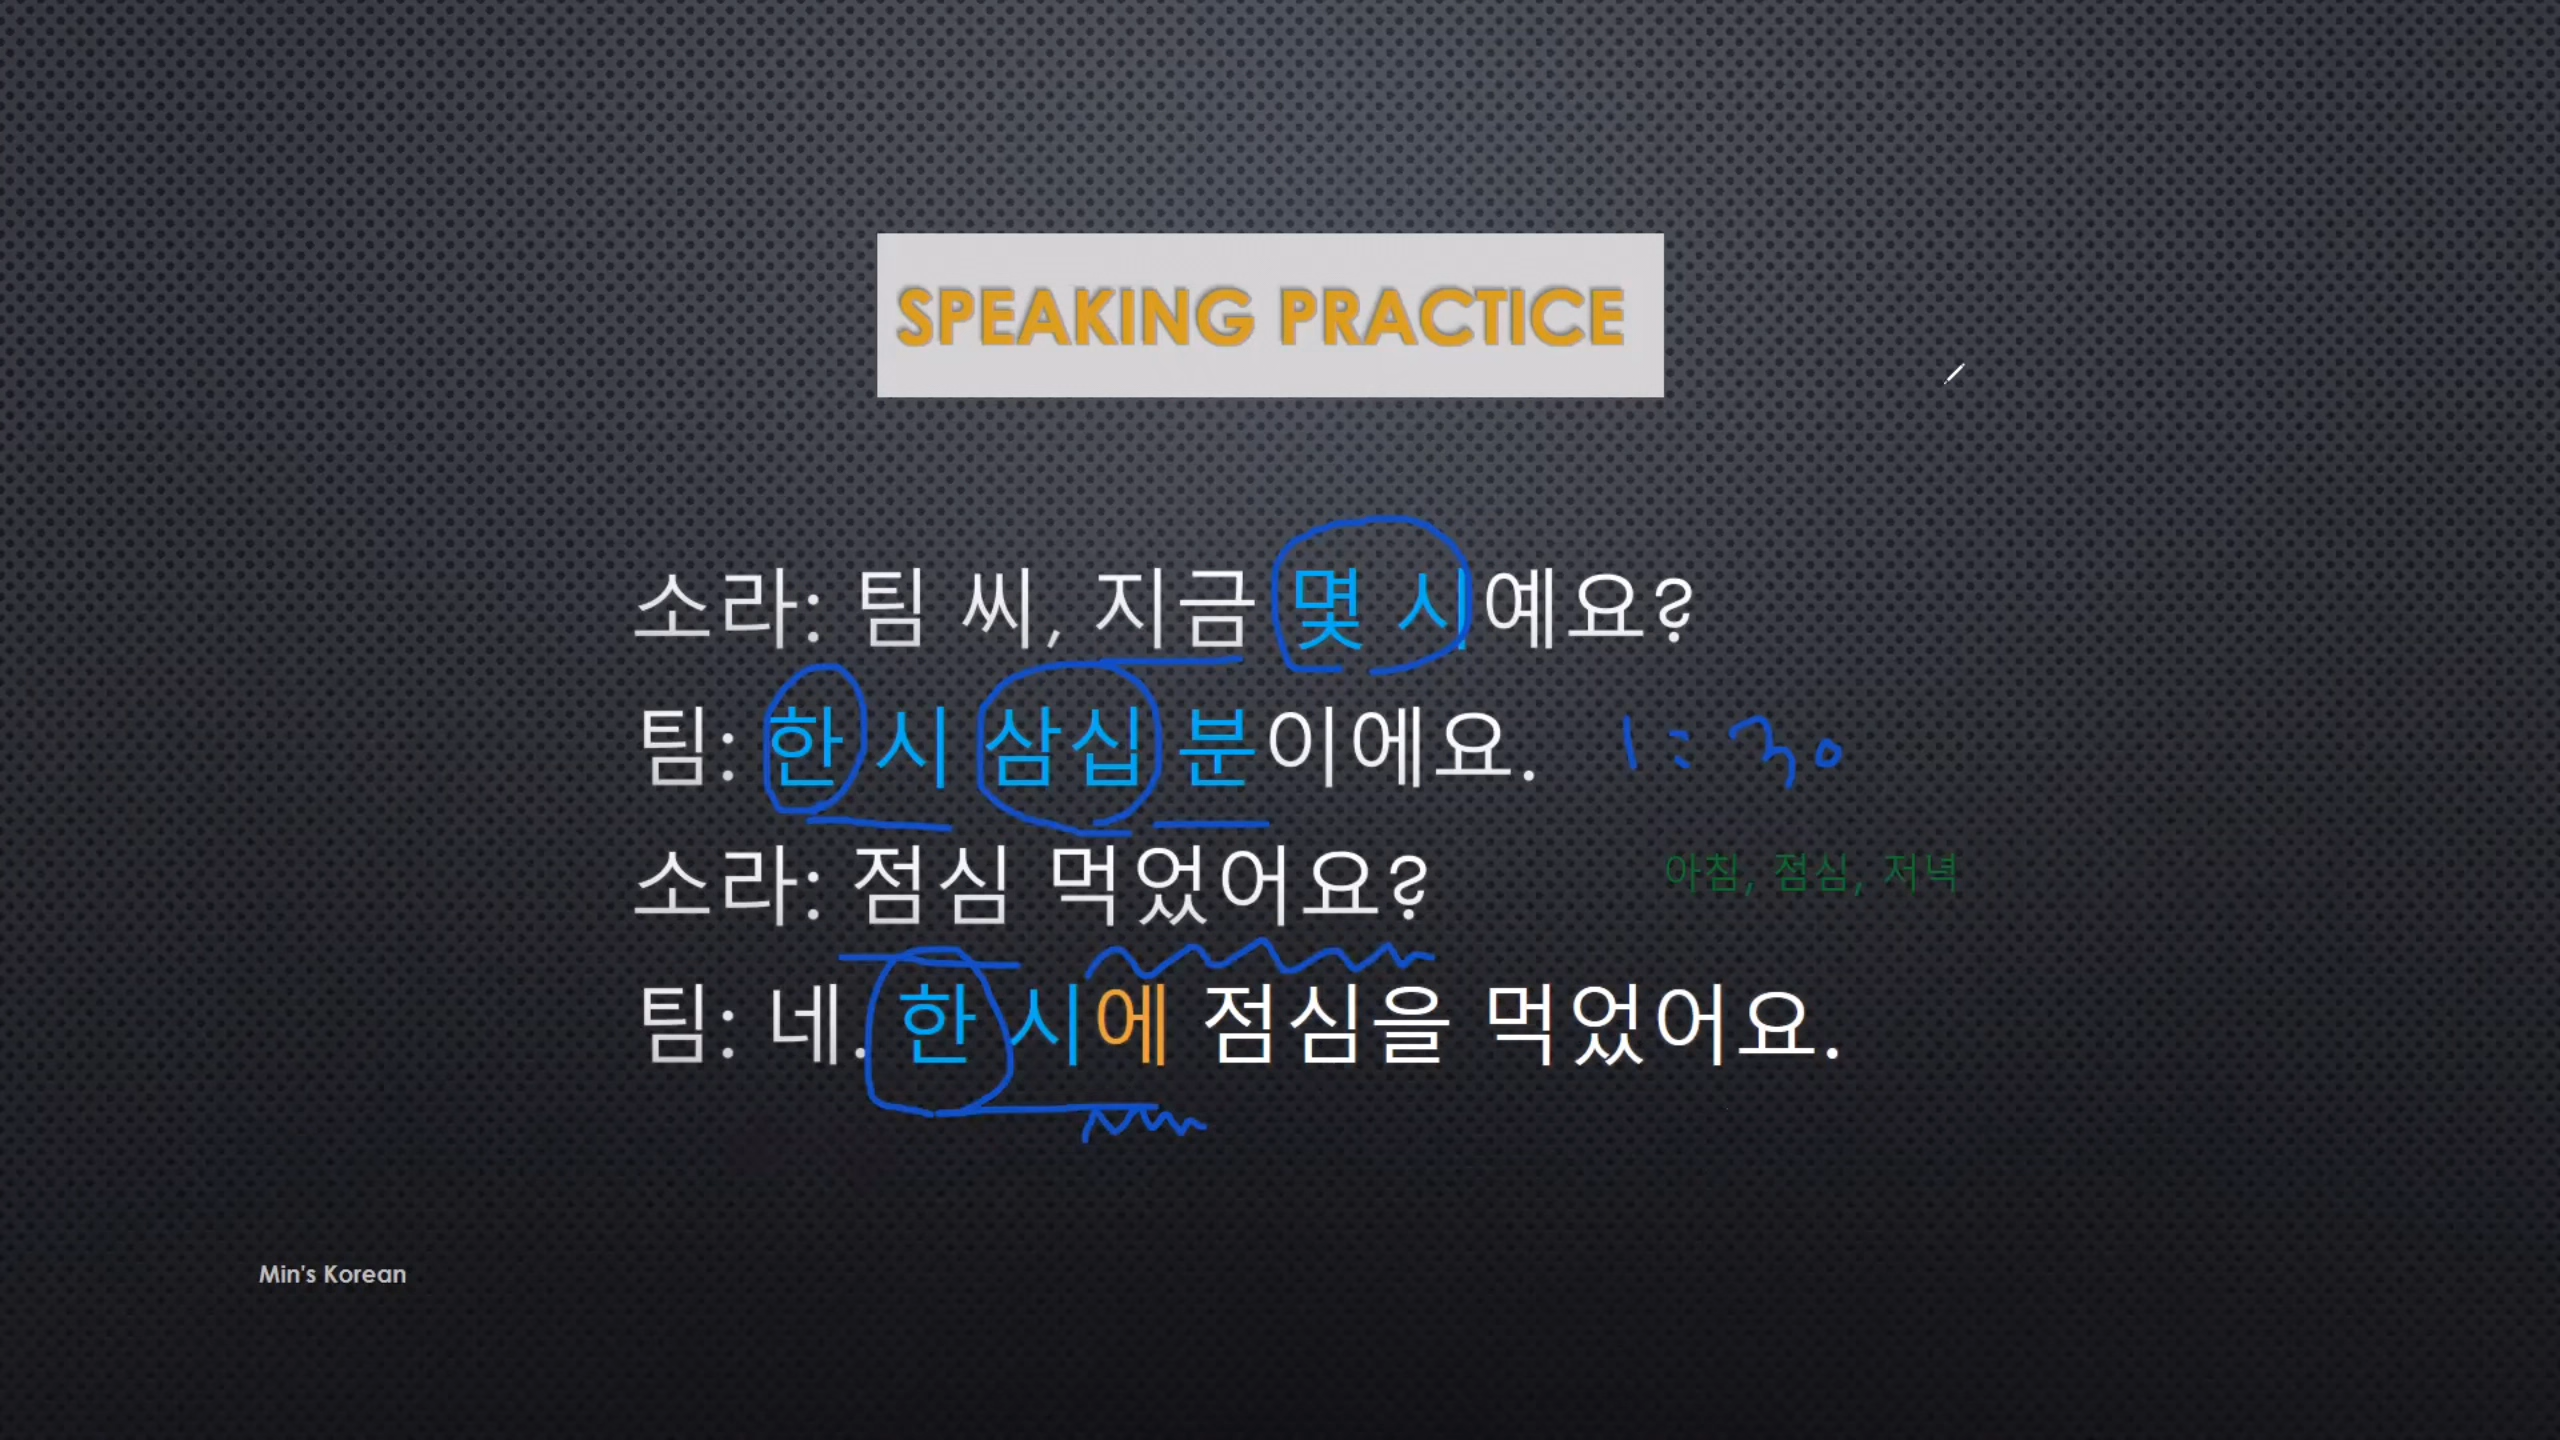 SPEAKING PRACTICE
소라: 팀 씨, 지금 몇 시예요?
팀: 한 시 삼십 분이에요. 1:30
소라: 점심 먹었어요? 아침, 점심, 저녁
팀: 네. 한 시에 점심을 먹었어요.
Min's Korean